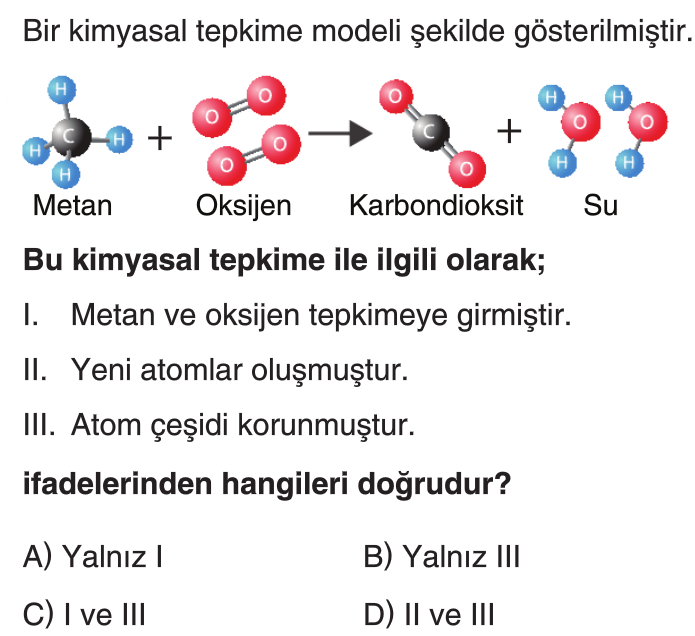 Bir kimyasal tepkime modeli şekilde gösterilmiştir.
H H H H C + O O O O → O C O + H H O H H O
Metan Oksijen Karbondioksit Su
Bu kimyasal tepkime ile ilgili olarak;
I. Metan ve oksijen tepkimeye girmiştir.
II. Yeni atomlar oluşmuştur.
III. Atom çeşidi korunmuştur.
ifadelerinden hangileri doğrudur?
A) Yalnız I B) Yalnız III
C) I ve III D) II ve III